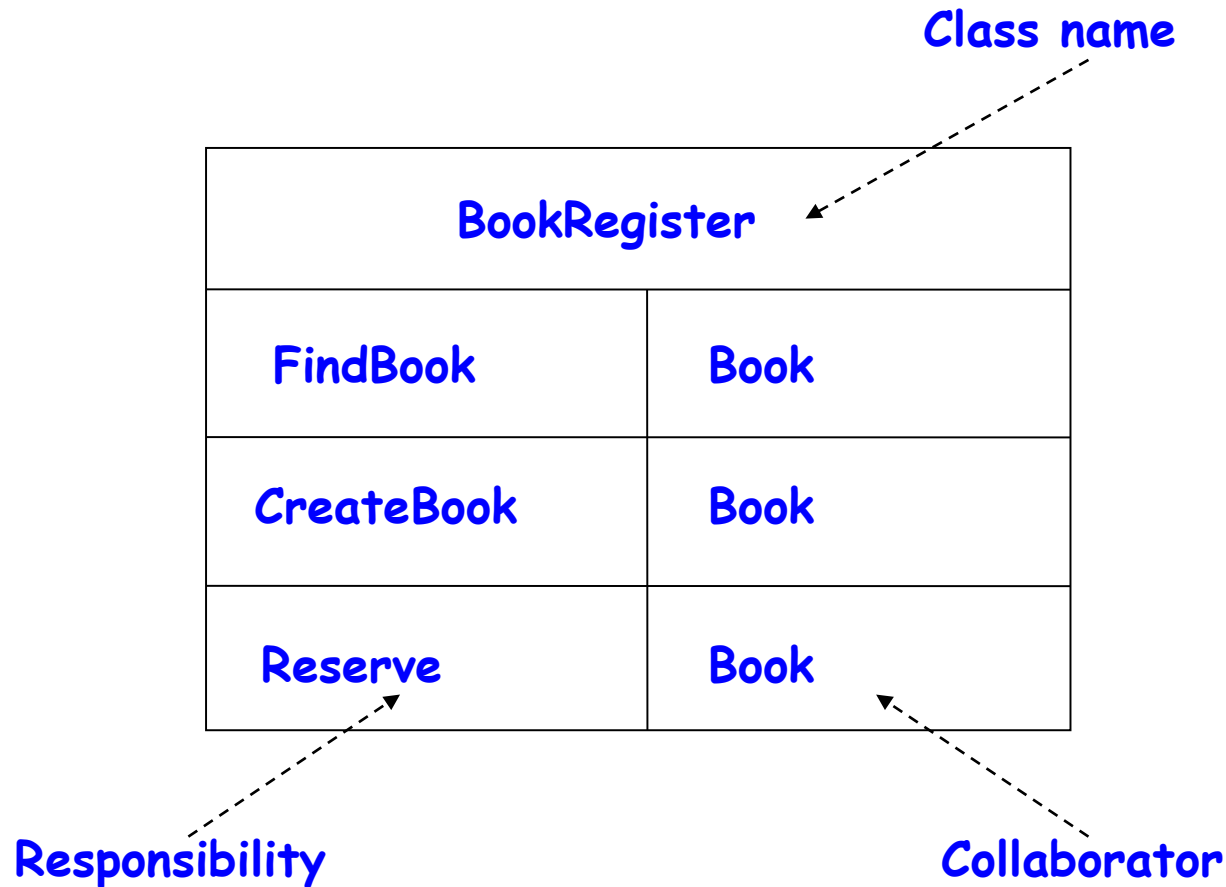 Class name
BookRegister
FindBook Book
CreateBook Book
Reserve Book
Responsibility Collaborator